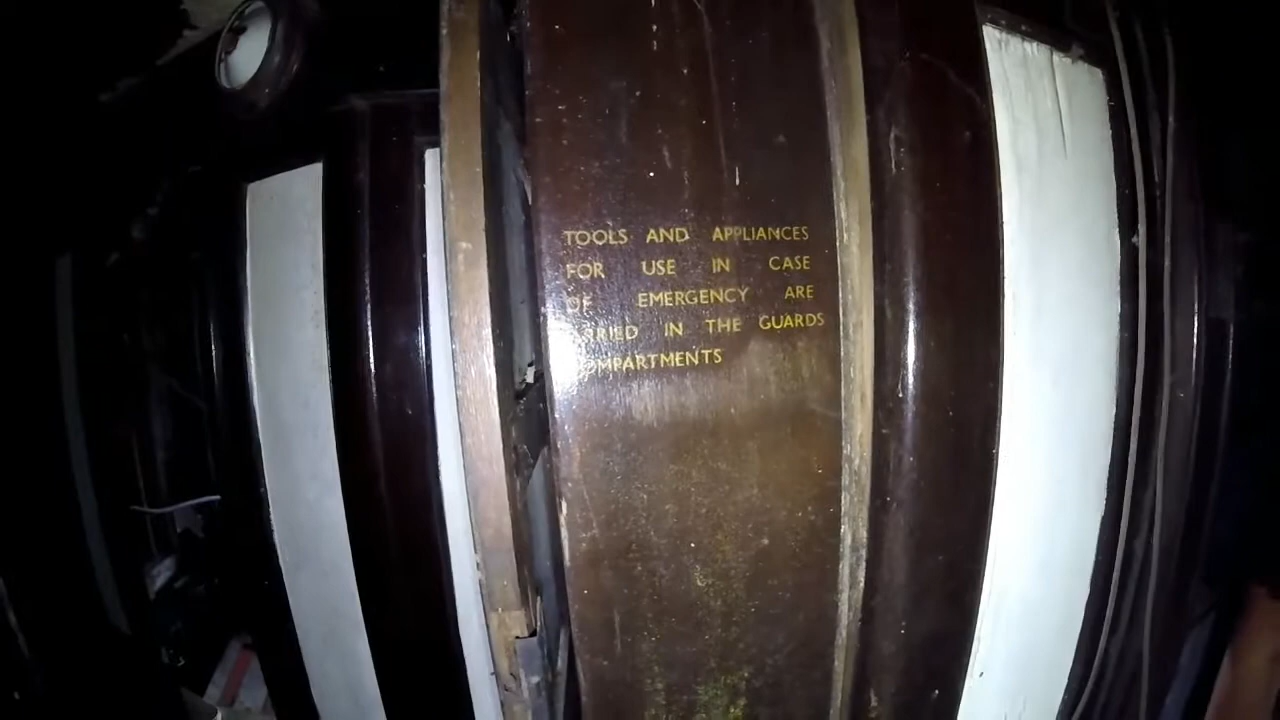 TOOLS AND APPLIANCES
FOR USE IN CASE
OF EMERGENCY ARE
CARRIED IN THE GUARDS
COMPARTMENTS